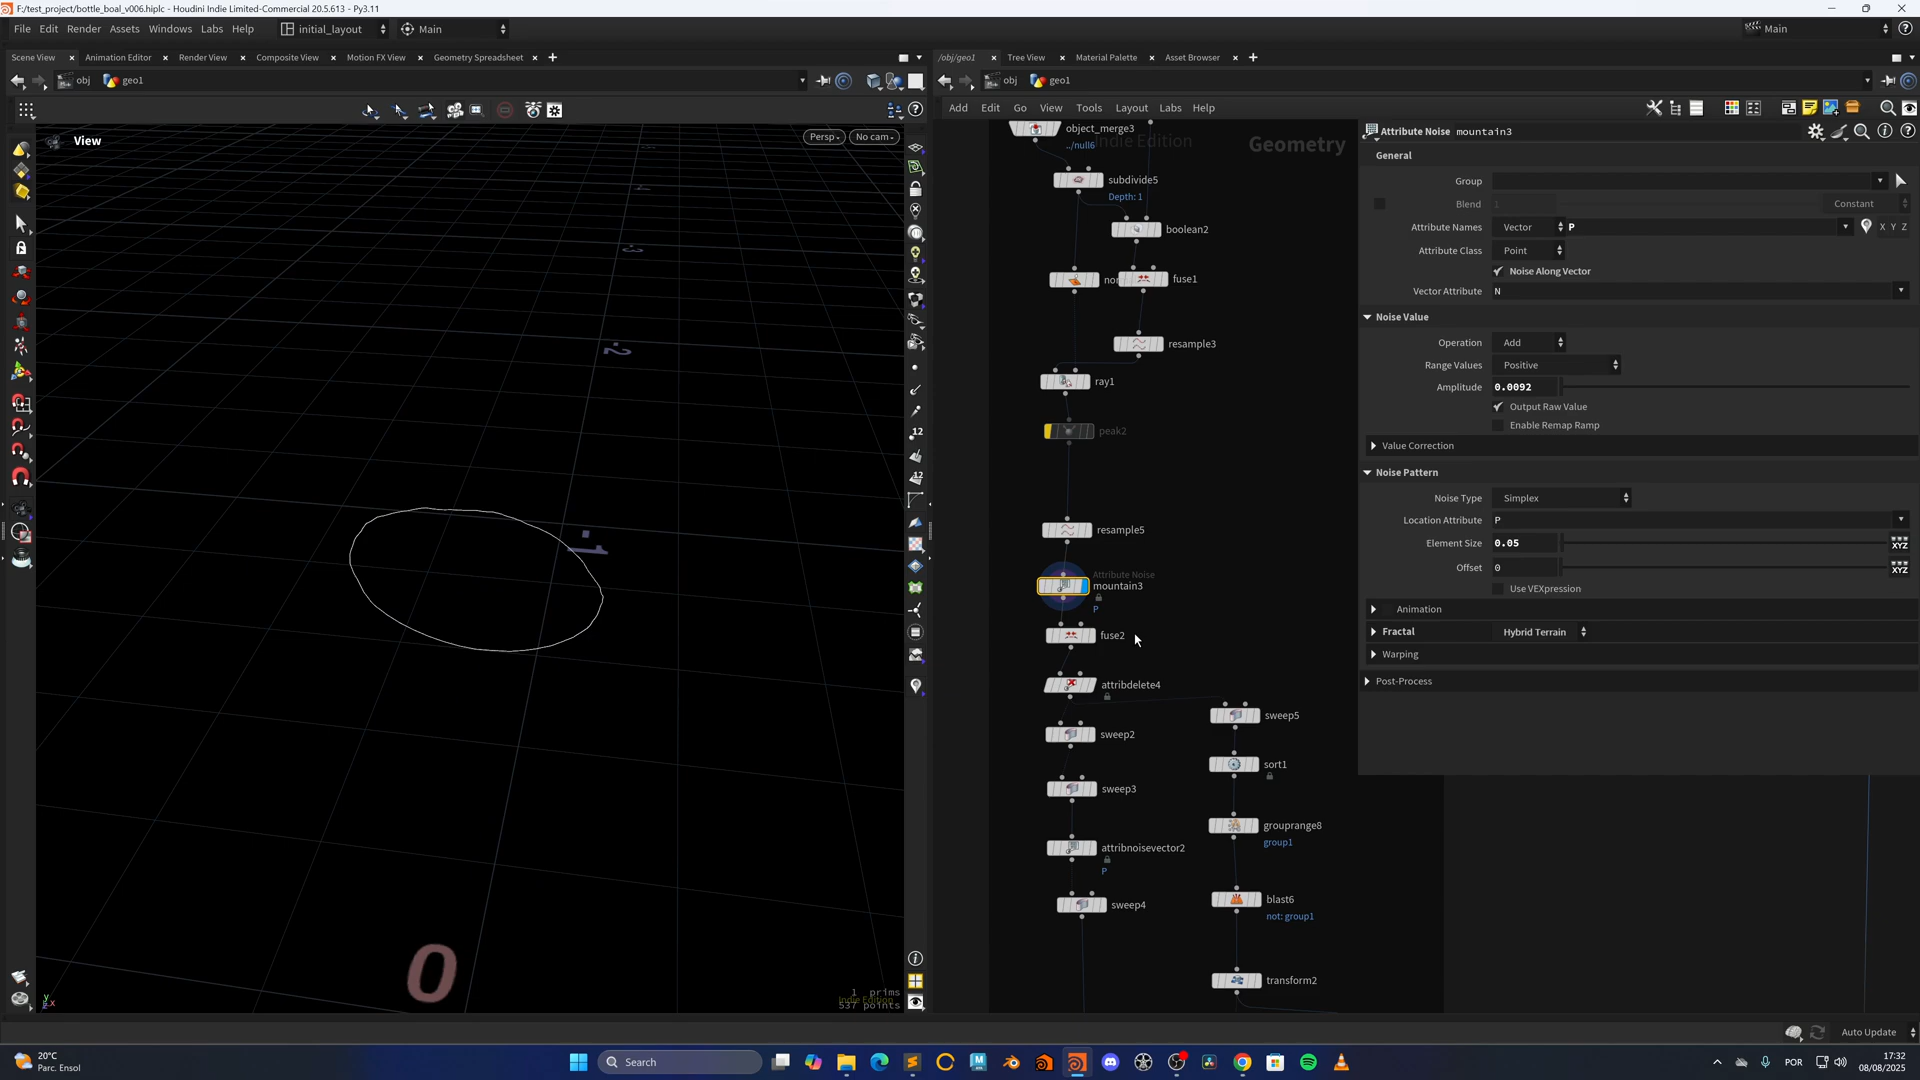 F:/test_project/bottle_boal_v006.hiplc - Houdini Indie Limited-Commercial 20.5.613 - Py3.11
File Edit Render Assets Windows Labs Help initial_layout Main Main
Scene View Animation Editor Render View Composite View Motion FX View Geometry Spreadsheet
obj geo1
View
Persp No cam
0
1 prims
537 points
Indie Edition
/obj/geo1 Tree View Material Palette Asset Browser
obj geo1
Add Edit Go View Tools Layout Labs Help
Indie Edition
Geometry
object_merge3
../null6
subdivide5
Depth: 1
boolean2
fuse1
resample3
ray1
peak2
resample5
Attribute Noise
mountain3
P
fuse2
attribdelete4
sweep5
sweep2
sort1
sweep3
grouprange8
group1
attribnoisevector2
P
blast6
not: group1
sweep4
transform2
Attribute Noise mountain3
General
Group
Blend 1 Constant
Attribute Names Vector P X Y Z
Attribute Class Point
Noise Along Vector
Vector Attribute N
Noise Value
Operation Add
Range Values Positive
Amplitude 0.0092
Output Raw Value
Enable Remap Ramp
Value Correction
Noise Pattern
Noise Type Simplex
Location Attribute P
Element Size 0.05 XYZ
Offset 0 XYZ
Use VEXpression
Animation
Fractal Hybrid Terrain
Warping
Post-Process
Auto Update
20°C
Parc. Ensol
Search
POR
17:32
08/08/2025